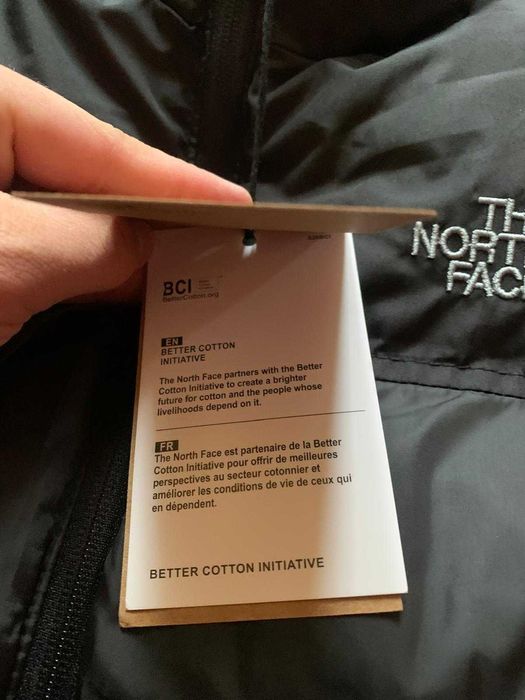 BCI
BetterCotton.org
EN
BETTER COTTON
INITIATIVE
The North Face partners with the Better
Cotton Initiative to create a brighter
future for cotton and the people whose
livelihoods depend on it.
FR
The North Face est partenaire de la Better
Cotton Initiative pour offrir de meilleures
perspectives au secteur cotonnier et
améliorer les conditions de vie de ceux qui
en dépendent.
BETTER COTTON INITIATIVE
TH
NORT
FAC